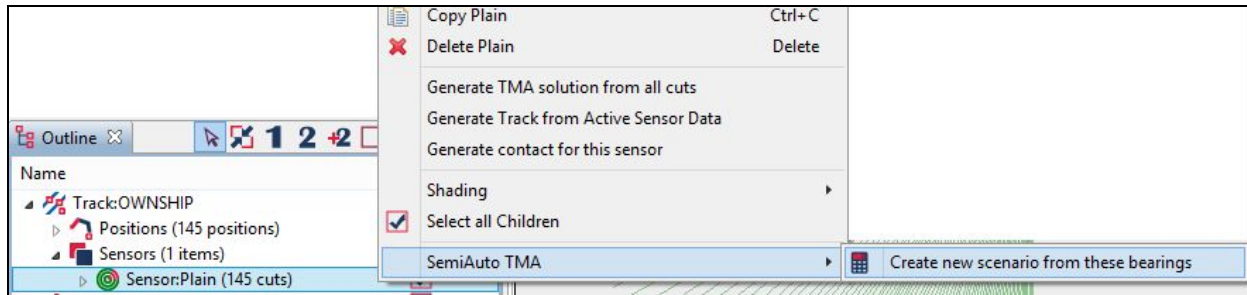 Copy Plain Ctrl+C
Delete Plain Delete
Generate TMA solution from all cuts
Generate Track from Active Sensor Data
Generate contact for this sensor
Shading
Select all Children
SemiAuto TMA
Create new scenario from these bearings
Outline 1 2 +2
Name
Track:OWNSHIP
Positions (145 positions)
Sensors (1 items)
Sensor:Plain (145 cuts)